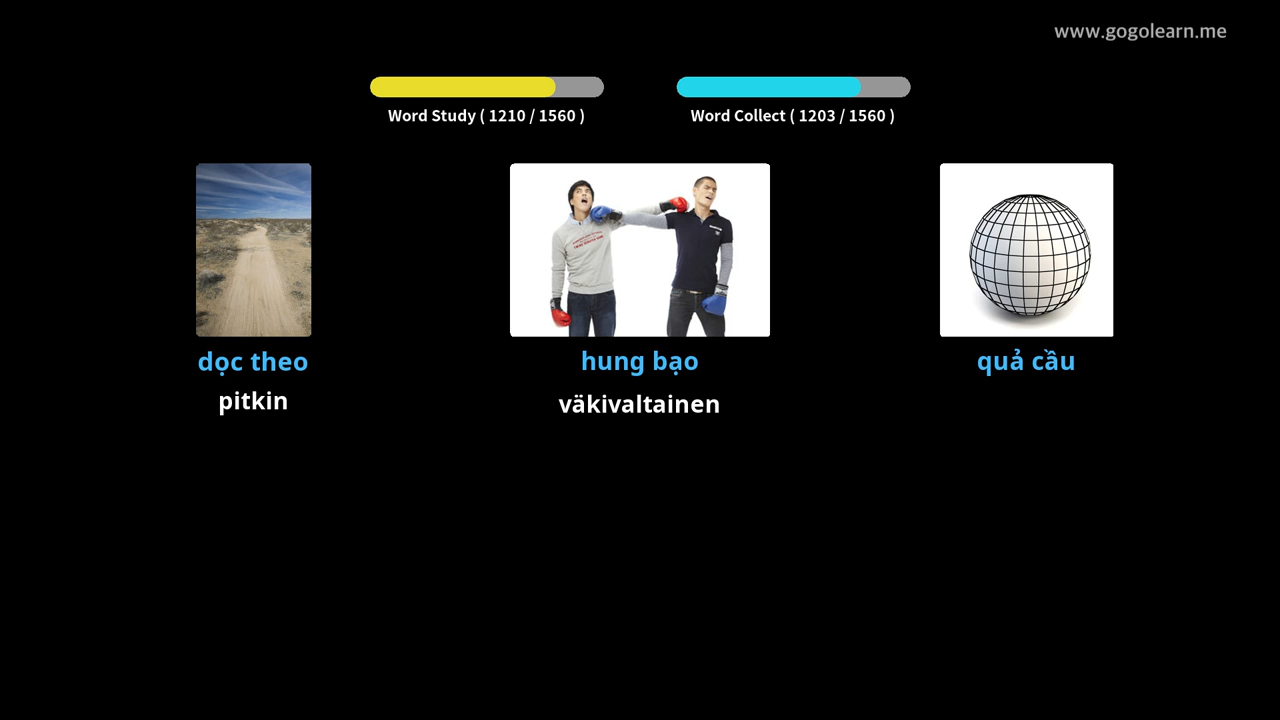 www.gogolearn.me
Word Study ( 1210 / 1560 )
Word Collect ( 1203 / 1560 )
dọc theo
hung bạo
quả cầu
pitkin
väkivaltainen